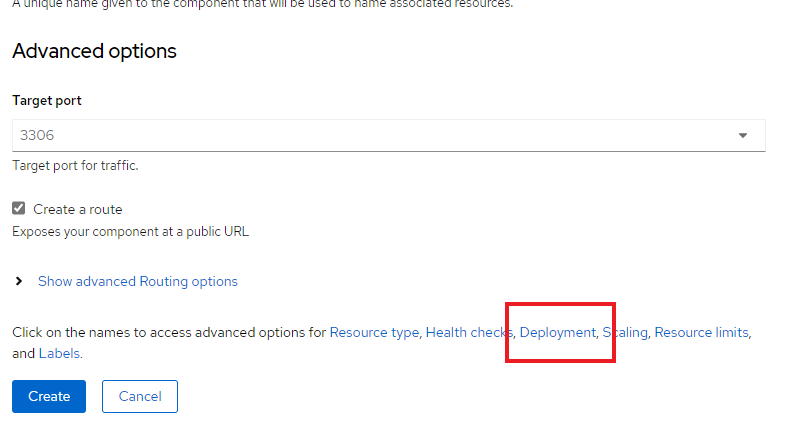 A unique name given to the component that will be used to name associated resources.
Advanced options
Target port
3306
Target port for traffic.
Create a route
Exposes your component at a public URL
Show advanced Routing options
Click on the names to access advanced options for Resource type, Health checks, Deployment, Scaling, Resource limits,
and Labels.
Create Cancel